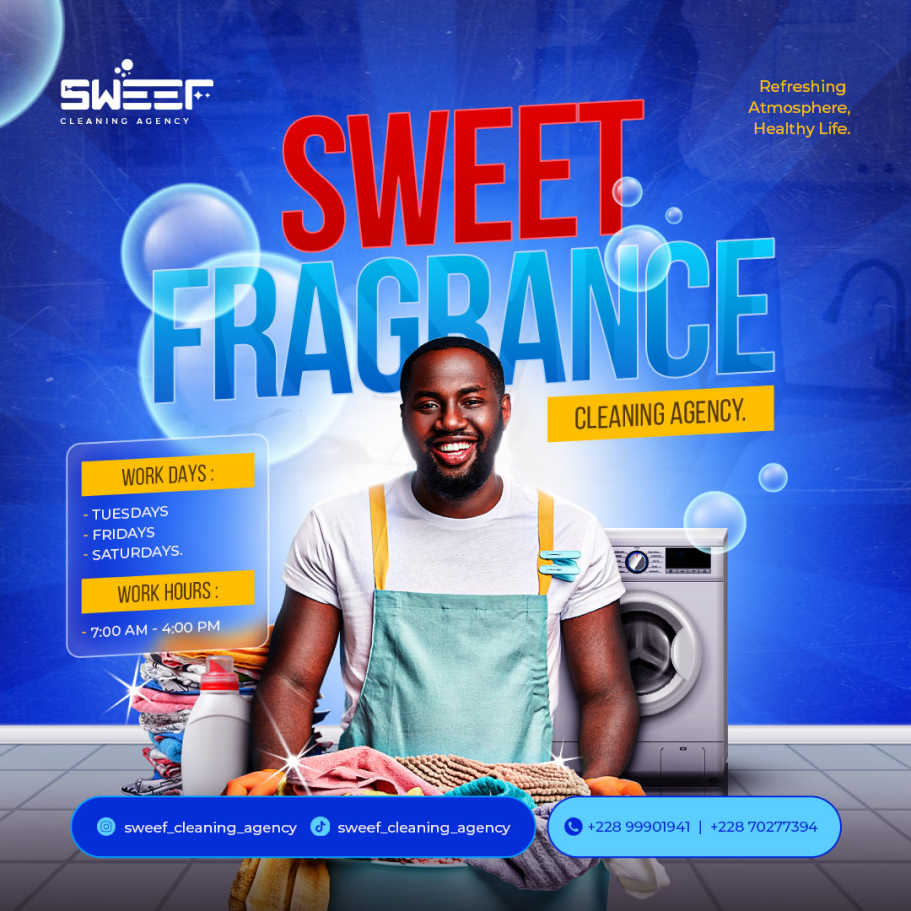 SWEEF
CLEANING AGENCY
Refreshing
Atmosphere,
Healthy Life.
SWEET
FRAGRANCE
CLEANING AGENCY.
WORK DAYS :
- TUESDAYS
- FRIDAYS
- SATURDAYS.
WORK HOURS :
- 7:00 AM - 4:00 PM
sweef_cleaning_agency sweef_cleaning_agency
+228 99901941 | +228 70277394